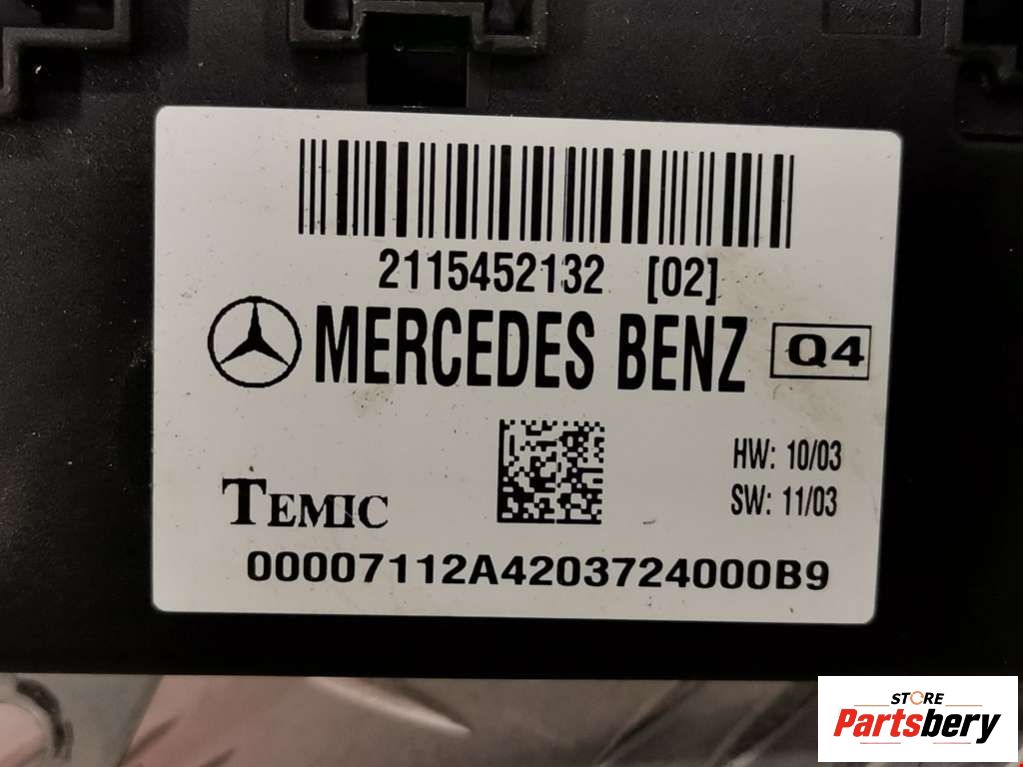 2115452132 [02]
MERCEDES BENZ Q4
HW: 10/03
SW: 11/03
TEMIC
00007112A4203724000B9
STORE
Partsbery